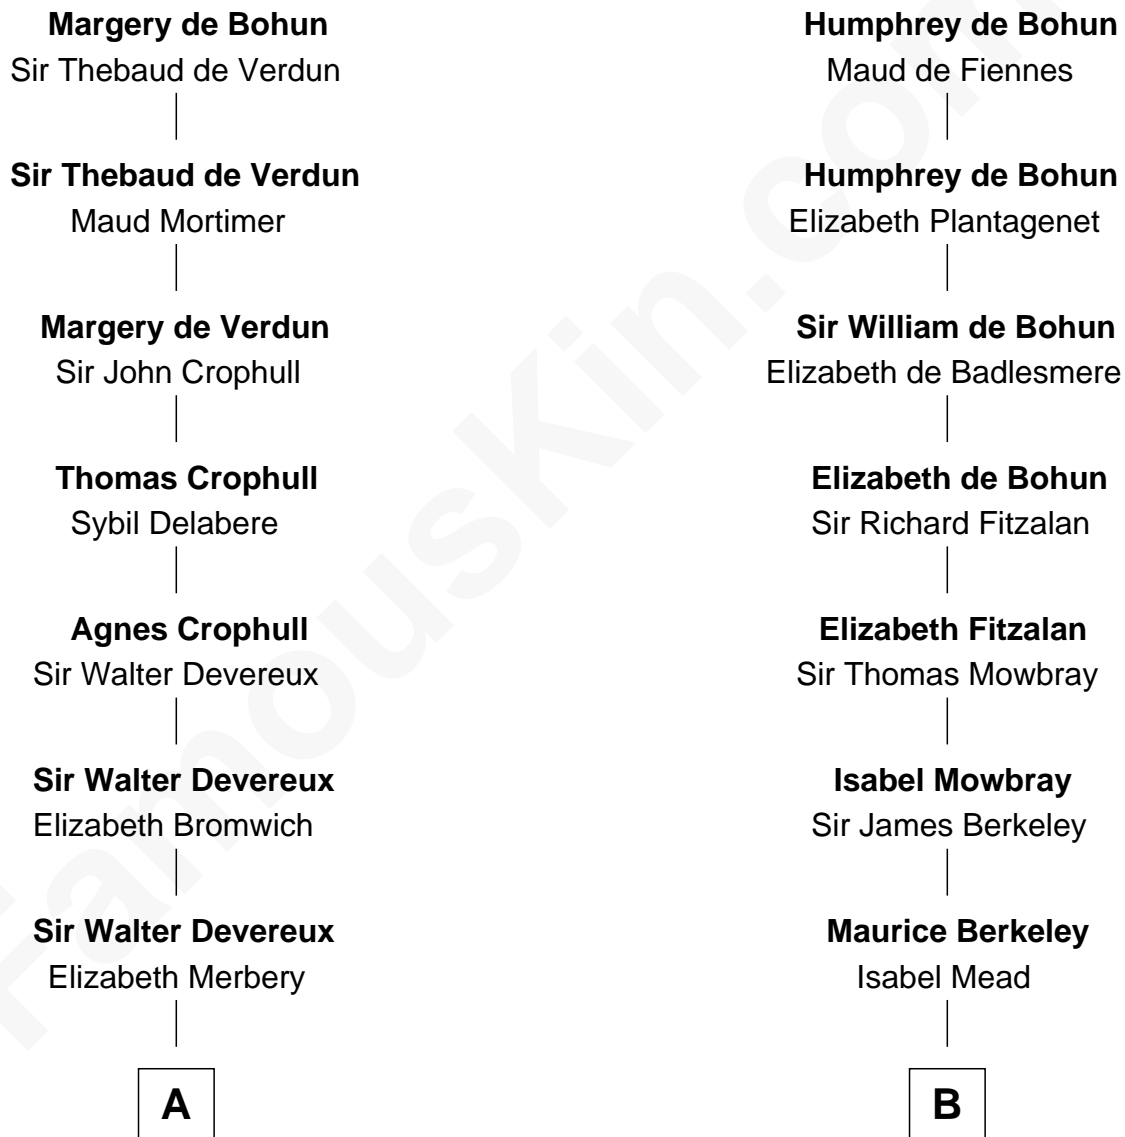 Margery de Bohun
Sir Thebaud de Verdun
Sir Thebaud de Verdun
Maud Mortimer
Margery de Verdun
Sir John Crophull
Thomas Crophull
Sybil Delabere
Agnes Crophull
Sir Walter Devereux
Sir Walter Devereux
Elizabeth Bromwich
Sir Walter Devereux
Elizabeth Merbery
A
Humphrey de Bohun
Maud de Fiennes
Humphrey de Bohun
Elizabeth Plantagenet
Sir William de Bohun
Elizabeth de Badlesmere
Elizabeth de Bohun
Sir Richard Fitzalan
Elizabeth Fitzalan
Sir Thomas Mowbray
Isabel Mowbray
Sir James Berkeley
Maurice Berkeley
Isabel Mead
B
FamousKin.com